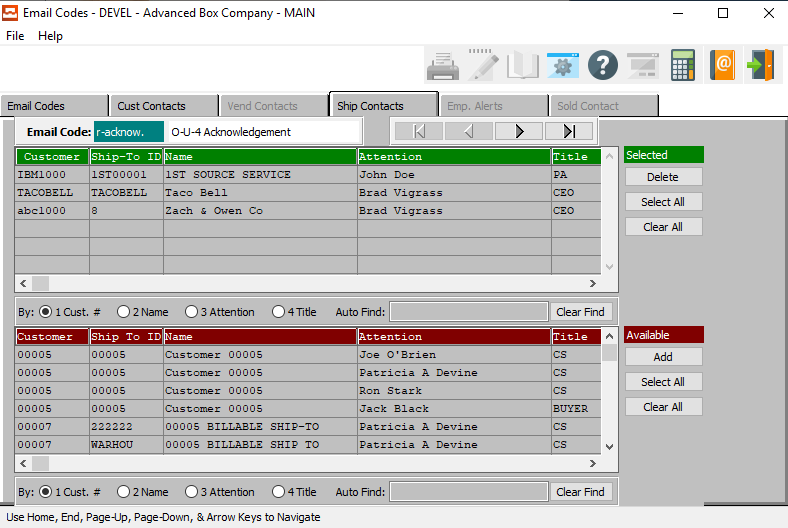 Email Codes - DEVEL - Advanced Box Company - MAIN
File Help
Email Codes Cust Contacts Vend Contacts Ship Contacts Emp. Alerts Sold Contact
Email Code: r-acknow. O-U-4 Acknowledgement
Customer Ship-To ID Name Attention Title
IBM1000 1ST00001 1ST SOURCE SERVICE John Doe PA
TACOBELL TACOBELL Taco Bell Brad Vigrass CEO
abc1000 8 Zach & Owen Co Brad Vigrass CEO
Selected
Delete
Select All
Clear All
By: 1 Cust. # 2 Name 3 Attention 4 Title Auto Find: Clear Find
Customer Ship To ID Name Attention Title
00005 00005 Customer 00005 Joe O'Brien CS
00005 00005 Customer 00005 Patricia A Devine CS
00005 00005 Customer 00005 Ron Stark CS
00005 00005 Customer 00005 Jack Black BUYER
00007 222222 00005 BILLABLE SHIP-TO Patricia A Devine CS
00007 WARHOU 00005 BILLABLE SHIP TO Patricia A Devine CS
Available
Add
Select All
Clear All
By: 1 Cust. # 2 Name 3 Attention 4 Title Auto Find: Clear Find
Use Home, End, Page-Up, Page-Down, & Arrow Keys to Navigate